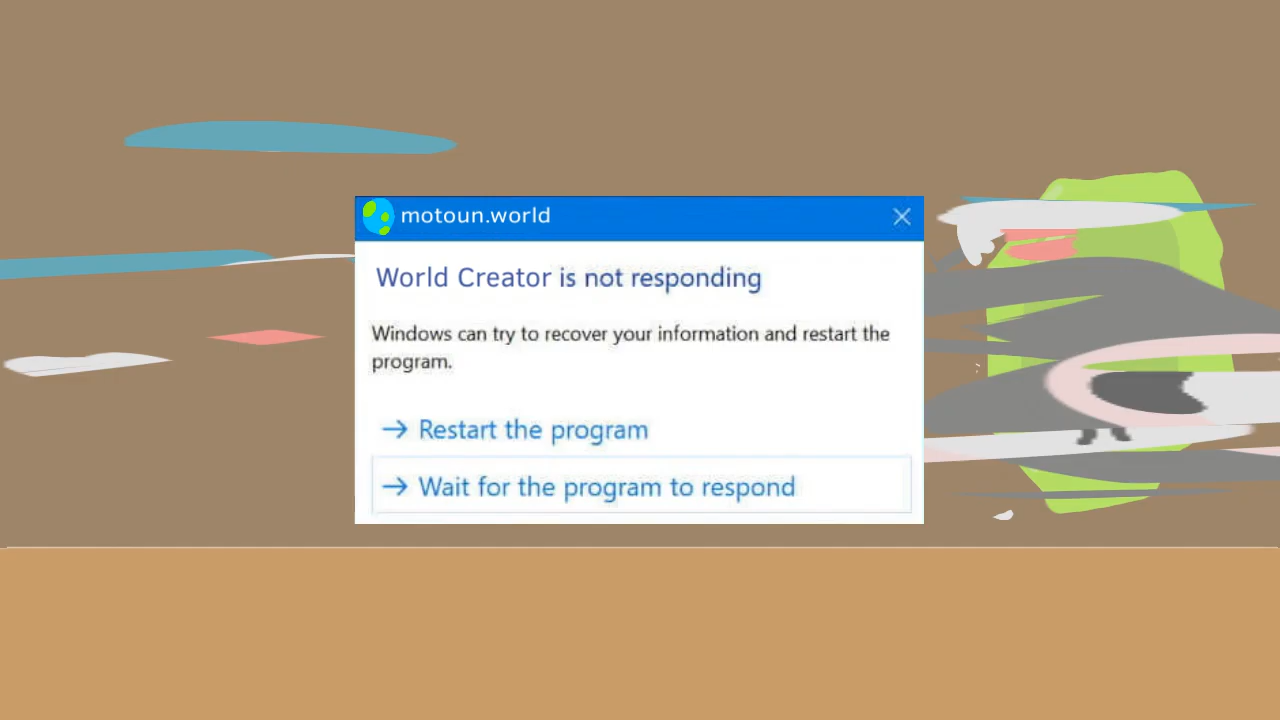 motoun.world
World Creator is not responding
Windows can try to recover your information and restart the
program.
→ Restart the program
→ Wait for the program to respond